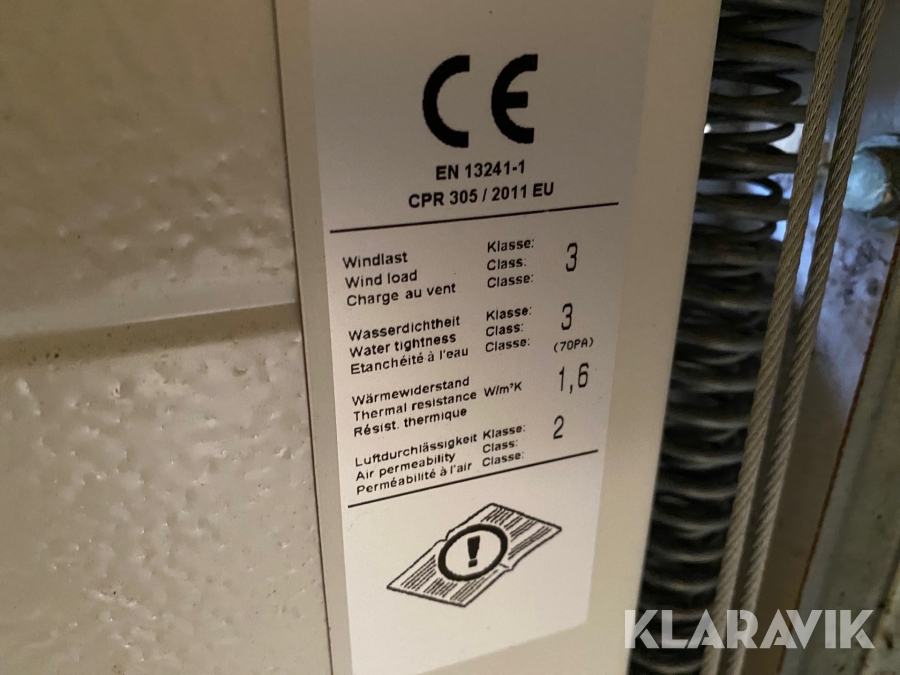 CE
EN 13241-1
CPR 305 / 2011 EU
Windlast Klasse: 3
Wind load Class:
Charge au vent Classe:
Wasserdichtheit Klasse: 3
Water tightness Class:
Etanchéité à l'eau Classe: (70PA)
Wärmewiderstand W/m²K 1,6
Thermal resistance
Résist. thermique
Luftdurchlässigkeit Klasse: 2
Air permeability Class:
Perméabilité à l'air Classe:
!
KLARAVIK